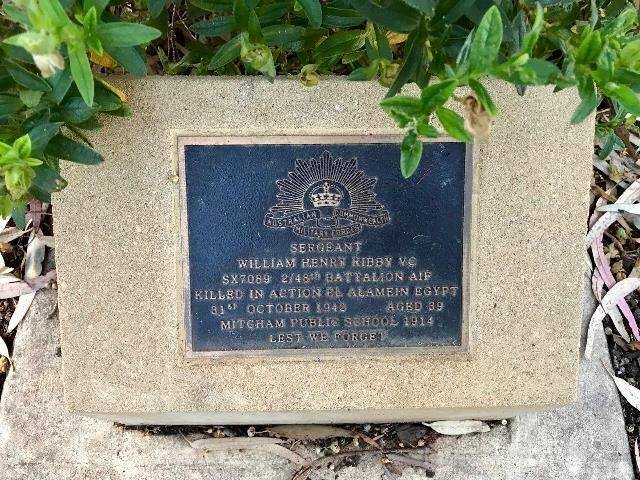 AUSTRALIAN COMMONWEALTH
MILITARY FORCES
SERGEANT
WILLIAM HENRY KIBBY VC
SX7089 2/48TH BATTALION AIF
KILLED IN ACTION EL ALAMEIN EGYPT
31ST OCTOBER 1942 AGED 39
MITCHAM PUBLIC SCHOOL 1914
LEST WE FORGET